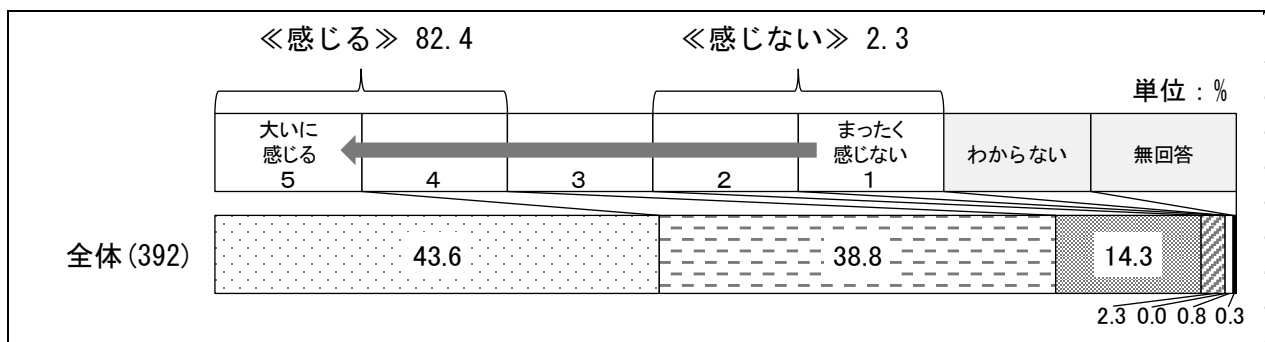 ≪感じる≫ 82.4 ≪感じない≫ 2.3
単位：%
大いに
感じる
5
4
3
2
まったく
感じない
1
わからない
無回答
全体(392)
43.6
38.8
14.3
2.3 0.0 0.8 0.3